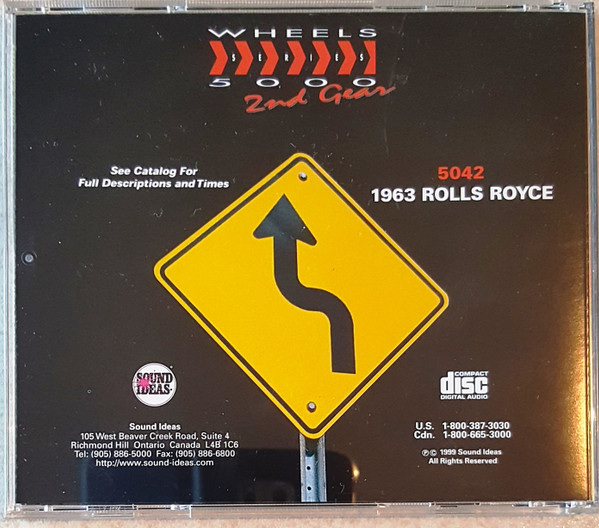 WHEELS
SERIES
5000
2nd Gear
See Catalog For
Full Descriptions and Times
5042
1963 ROLLS ROYCE
SOUND
IDEAS
Sound Ideas
105 West Beaver Creek Road, Suite 4
Richmond Hill Ontario Canada L4B 1C6
Tel: (905) 886-5000 Fax: (905) 886-6800
http://www.sound-ideas.com
COMPACT
disc
DIGITAL AUDIO
U.S. 1-800-387-3030
Cdn. 1-800-665-3000
℗© 1999 Sound Ideas
All Rights Reserved